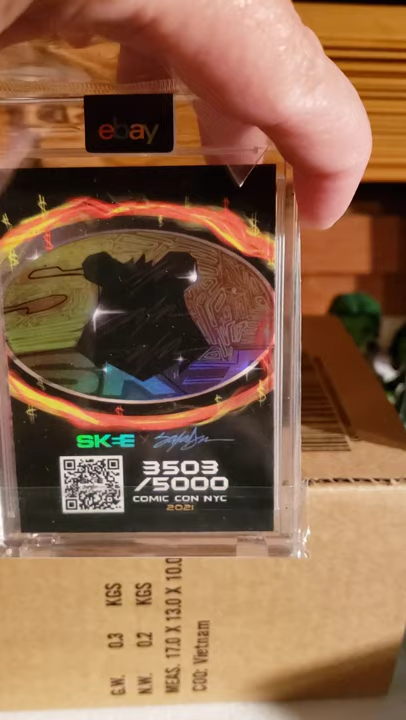 ebay
SKEE
3503
/5000
COMIC CON NYC
2021
G.W. 0.3 KGS
N.W. 0.2 KGS
MEAS. 17.0 X 13.0 X 10.0
COO: Vietnam